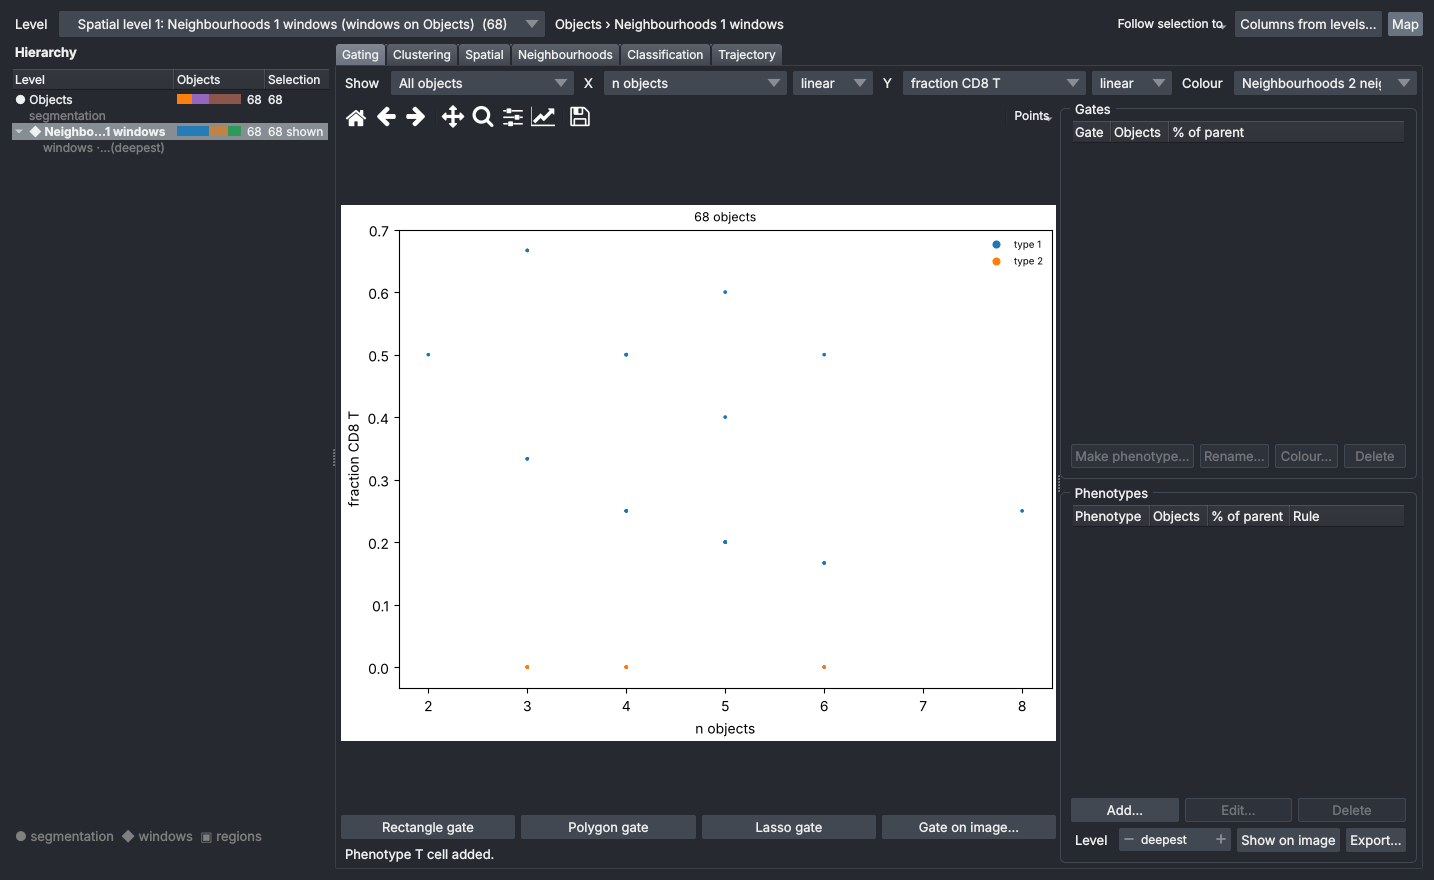 Level Spatial level 1: Neighbourhoods 1 windows (windows on Objects) (68) Objects › Neighbourhoods 1 windows Follow selection to Columns from levels... Map
Hierarchy
Level Objects Selection
Objects 68 68
segmentation
Neighbo...1 windows 68 68 shown
windows ·...(deepest)
segmentation windows regions
Gating Clustering Spatial Neighbourhoods Classification Trajectory
Show All objects X n objects linear Y fraction CD8 T linear Colour Neighbourhoods 2 neig
Points
68 objects
type 1
type 2
0.7
0.6
0.5
0.4
0.3
0.2
0.1
0.0
fraction CD8 T
2 3 4 5 6 7 8
n objects
Rectangle gate Polygon gate Lasso gate Gate on image...
Phenotype T cell added.
Gates
Gate Objects % of parent
Make phenotype... Rename... Colour... Delete
Phenotypes
Phenotype Objects % of parent Rule
Add... Edit... Delete
Level − deepest + Show on image Export...